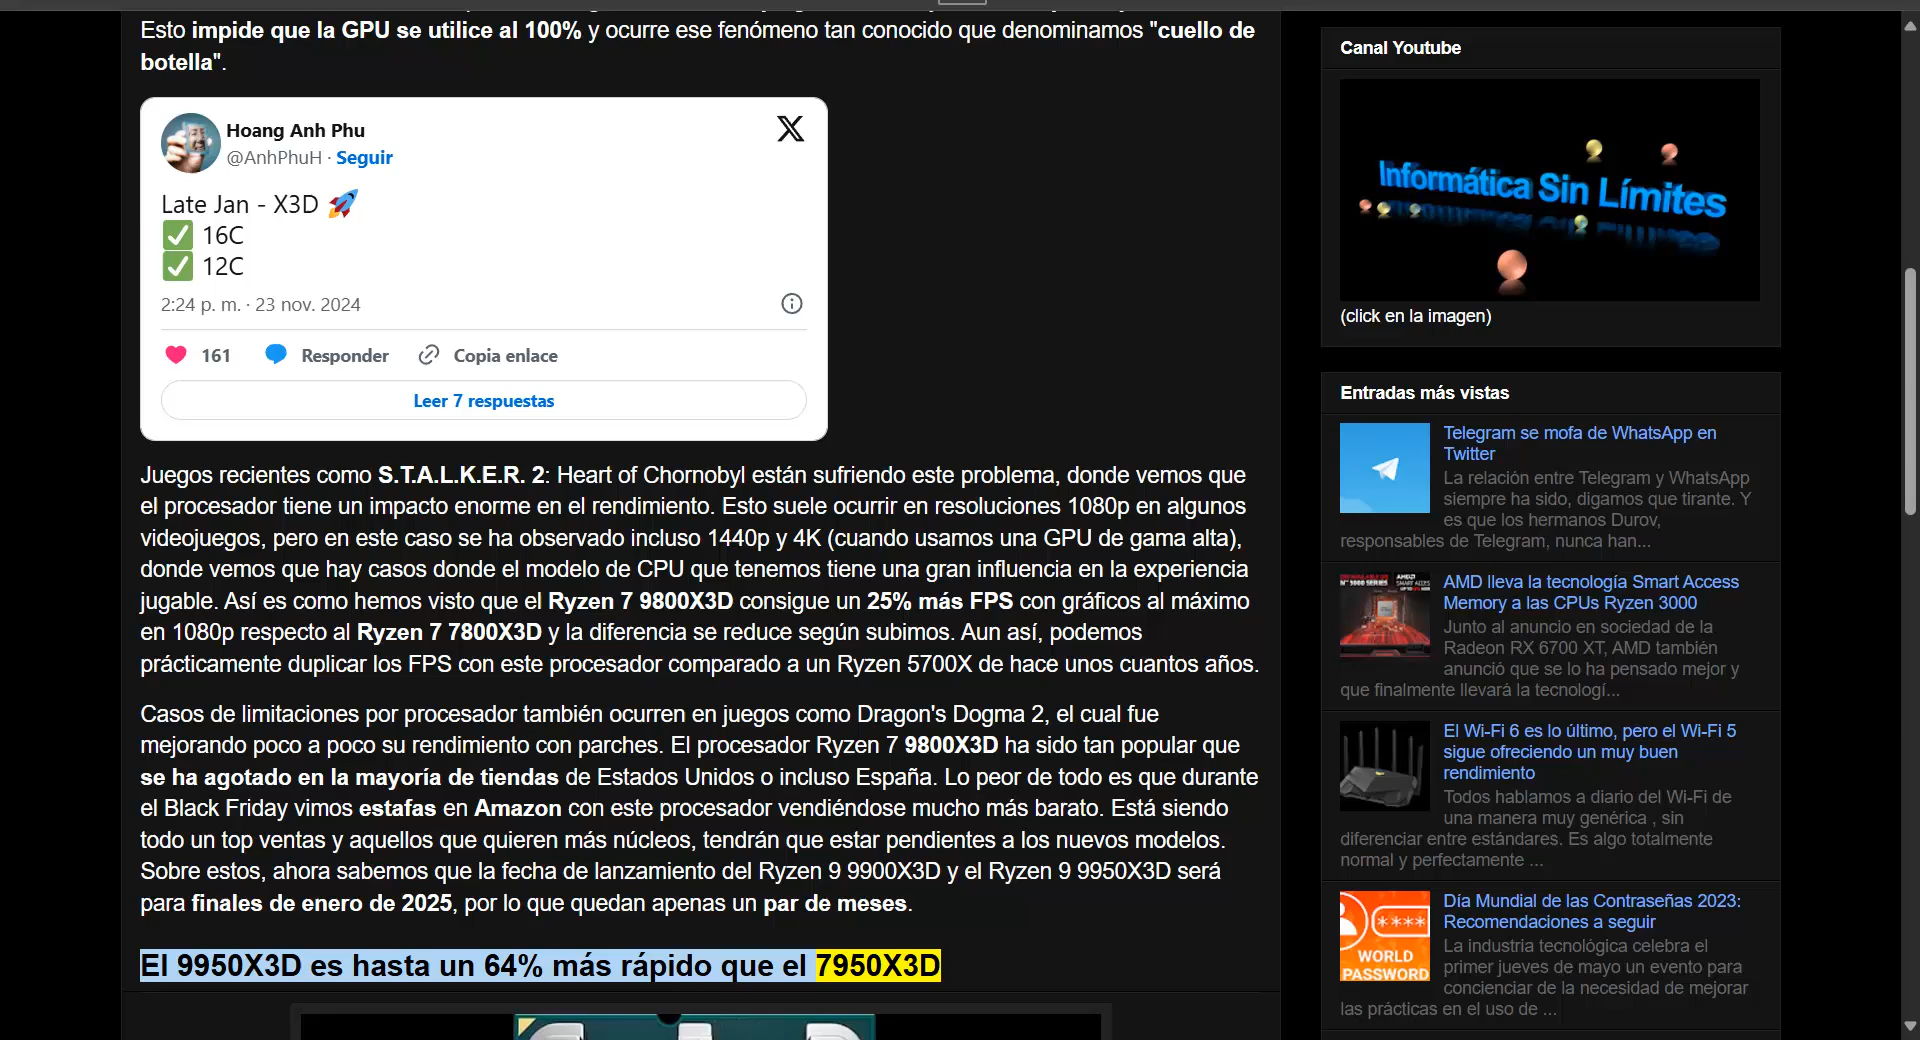 Esto impide que la GPU se utilice al 100% y ocurre ese fenómeno tan conocido que denominamos "cuello de
botella".
Hoang Anh Phu
@AnhPhuH · Seguir
Late Jan - X3D 🚀
✅ 16C
✅ 12C
2:24 p. m. · 23 nov. 2024
161 Responder Copia enlace
Leer 7 respuestas
Juegos recientes como S.T.A.L.K.E.R. 2: Heart of Chornobyl están sufriendo este problema, donde vemos que
el procesador tiene un impacto enorme en el rendimiento. Esto suele ocurrir en resoluciones 1080p en algunos
videojuegos, pero en este caso se ha observado incluso 1440p y 4K (cuando usamos una GPU de gama alta),
donde vemos que hay casos donde el modelo de CPU que tenemos tiene una gran influencia en la experiencia
jugable. Así es como hemos visto que el Ryzen 7 9800X3D consigue un 25% más FPS con gráficos al máximo
en 1080p respecto al Ryzen 7 7800X3D y la diferencia se reduce según subimos. Aun así, podemos
prácticamente duplicar los FPS con este procesador comparado a un Ryzen 5700X de hace unos cuantos años.
Casos de limitaciones por procesador también ocurren en juegos como Dragon's Dogma 2, el cual fue
mejorando poco a poco su rendimiento con parches. El procesador Ryzen 7 9800X3D ha sido tan popular que
se ha agotado en la mayoría de tiendas de Estados Unidos o incluso España. Lo peor de todo es que durante
el Black Friday vimos estafas en Amazon con este procesador vendiéndose mucho más barato. Está siendo
todo un top ventas y aquellos que quieren más núcleos, tendrán que estar pendientes a los nuevos modelos.
Sobre estos, ahora sabemos que la fecha de lanzamiento del Ryzen 9 9900X3D y el Ryzen 9 9950X3D será
para finales de enero de 2025, por lo que quedan apenas un par de meses.
El 9950X3D es hasta un 64% más rápido que el 7950X3D
Canal Youtube
Informática Sin Límites
(click en la imagen)
Entradas más vistas
Telegram se mofa de WhatsApp en
Twitter
La relación entre Telegram y WhatsApp
siempre ha sido, digamos que tirante. Y
es que los hermanos Durov,
responsables de Telegram, nunca han...
AMD lleva la tecnología Smart Access
Memory a las CPUs Ryzen 3000
Junto al anuncio en sociedad de la
Radeon RX 6700 XT, AMD también
anunció que se lo ha pensado mejor y
que finalmente llevará la tecnologí...
El Wi-Fi 6 es lo último, pero el Wi-Fi 5
sigue ofreciendo un muy buen
rendimiento
Todos hablamos a diario del Wi-Fi de
una manera muy genérica , sin
diferenciar entre estándares. Es algo totalmente
normal y perfectamente ...
****
WORLD
PASSWORD
Día Mundial de las Contraseñas 2023:
Recomendaciones a seguir
La industria tecnológica celebra el
primer jueves de mayo un evento para
concienciar de la necesidad de mejorar
las prácticas en el uso de ...